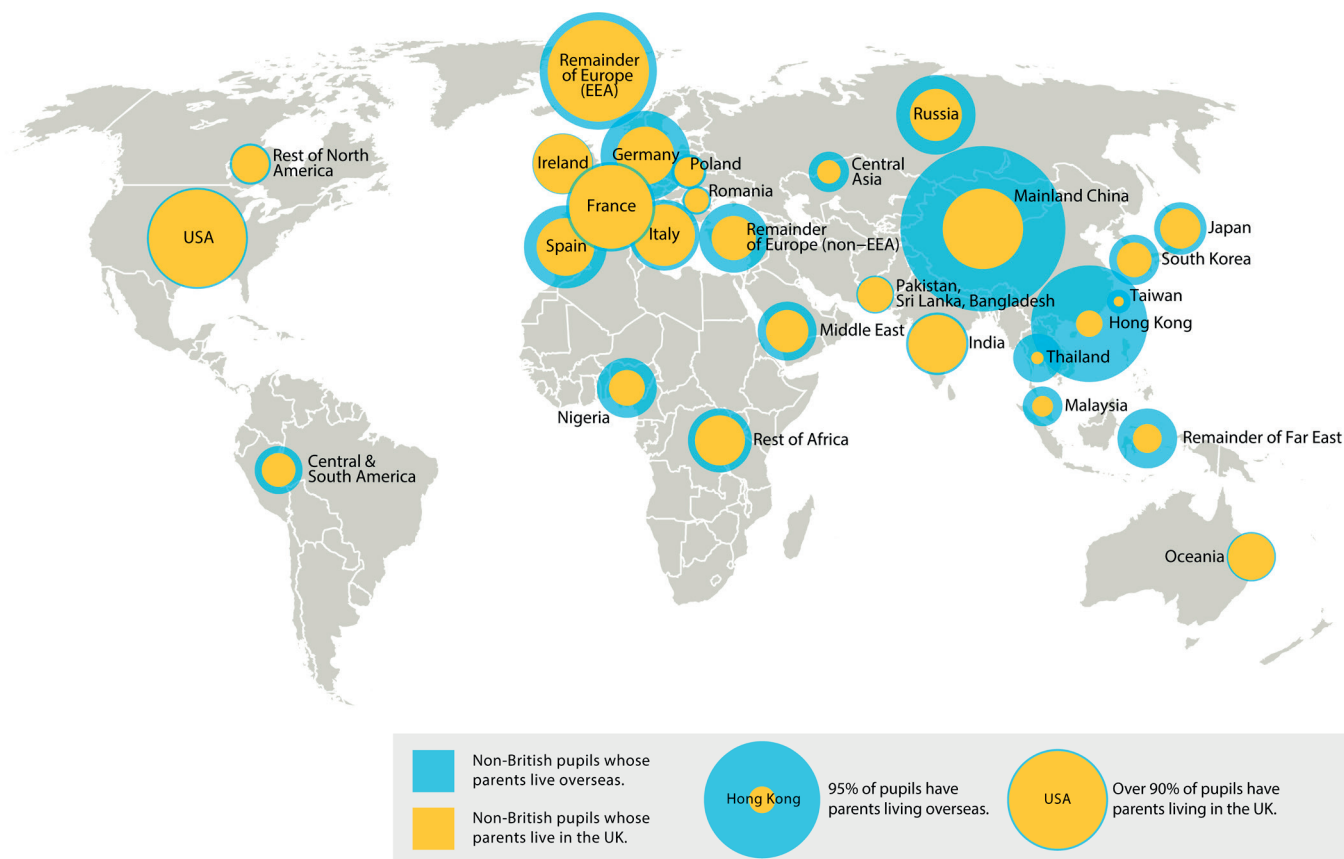 Remainder
of Europe
(EEA)
Russia
Rest of North
America
Ireland
Germany
Poland
Central
Asia
Romania
Mainland China
France
USA
Spain
Italy
Remainder
of Europe (non–EEA)
Japan
South Korea
Pakistan,
Sri Lanka, Bangladesh
Taiwan
Hong Kong
Middle East
India
Thailand
Nigeria
Malaysia
Rest of Africa
Remainder of Far East
Central &
South America
Oceania
Non-British pupils whose
parents live overseas.
Non-British pupils whose
parents live in the UK.
Hong Kong
95% of pupils have
parents living overseas.
USA
Over 90% of pupils have
parents living in the UK.